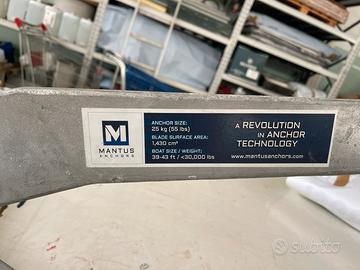 M
MANTUS
ANCHORS
ANCHOR SIZE:
25 kg (55 lbs)
BLADE SURFACE AREA:
1,430 cm²
BOAT SIZE / WEIGHT:
39-43 ft / <30,000 lbs
A REVOLUTION
IN ANCHOR
TECHNOLOGY
www.mantusanchors.com
subito